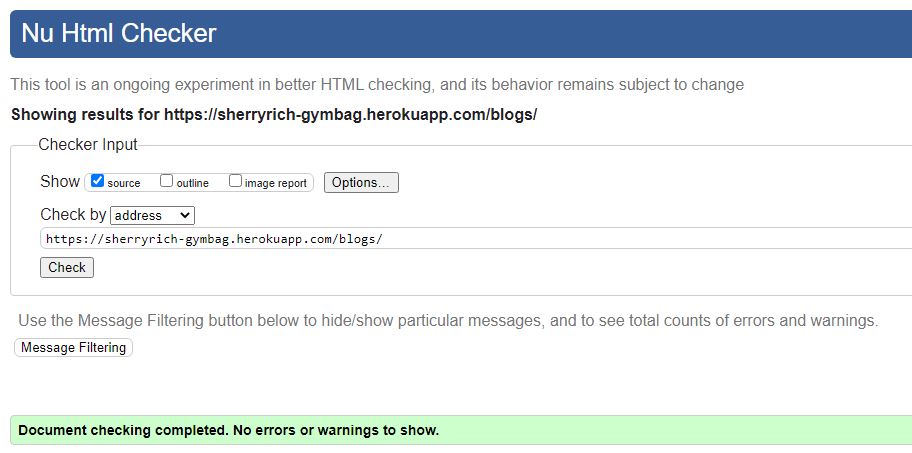 Nu Html Checker
This tool is an ongoing experiment in better HTML checking, and its behavior remains subject to change
Showing results for https://sherryrich-gymbag.herokuapp.com/blogs/
Checker Input
Show source outline image report Options...
Check by address
https://sherryrich-gymbag.herokuapp.com/blogs/
Check
Use the Message Filtering button below to hide/show particular messages, and to see total counts of errors and warnings.
Message Filtering
Document checking completed. No errors or warnings to show.